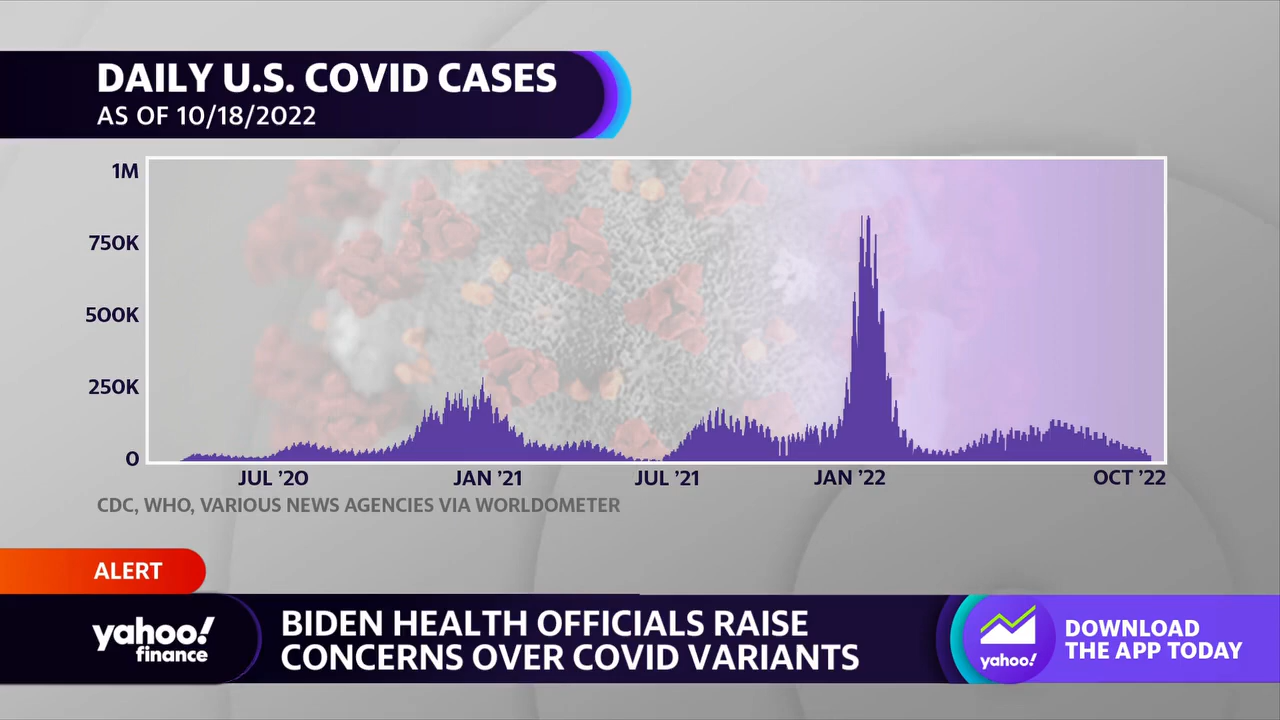 DAILY U.S. COVID CASES
AS OF 10/18/2022
1M
750K
500K
250K
0
JUL ’20
JAN ’21
JUL ’21
JAN ’22
OCT ’22
CDC, WHO, VARIOUS NEWS AGENCIES VIA WORLDOMETER
ALERT
yahoo!
finance
BIDEN HEALTH OFFICIALS RAISE
CONCERNS OVER COVID VARIANTS
yahoo!
DOWNLOAD
THE APP TODAY